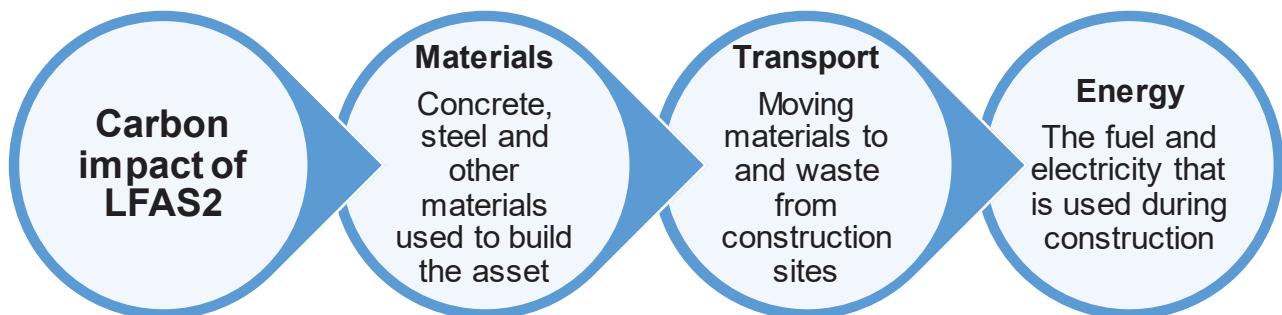 Carbon
impact of
LFAS2
Materials
Concrete,
steel and
other
materials
used to build
the asset
Transport
Moving
materials to
and waste
from
construction
sites
Energy
The fuel and
electricity that
is used during
construction